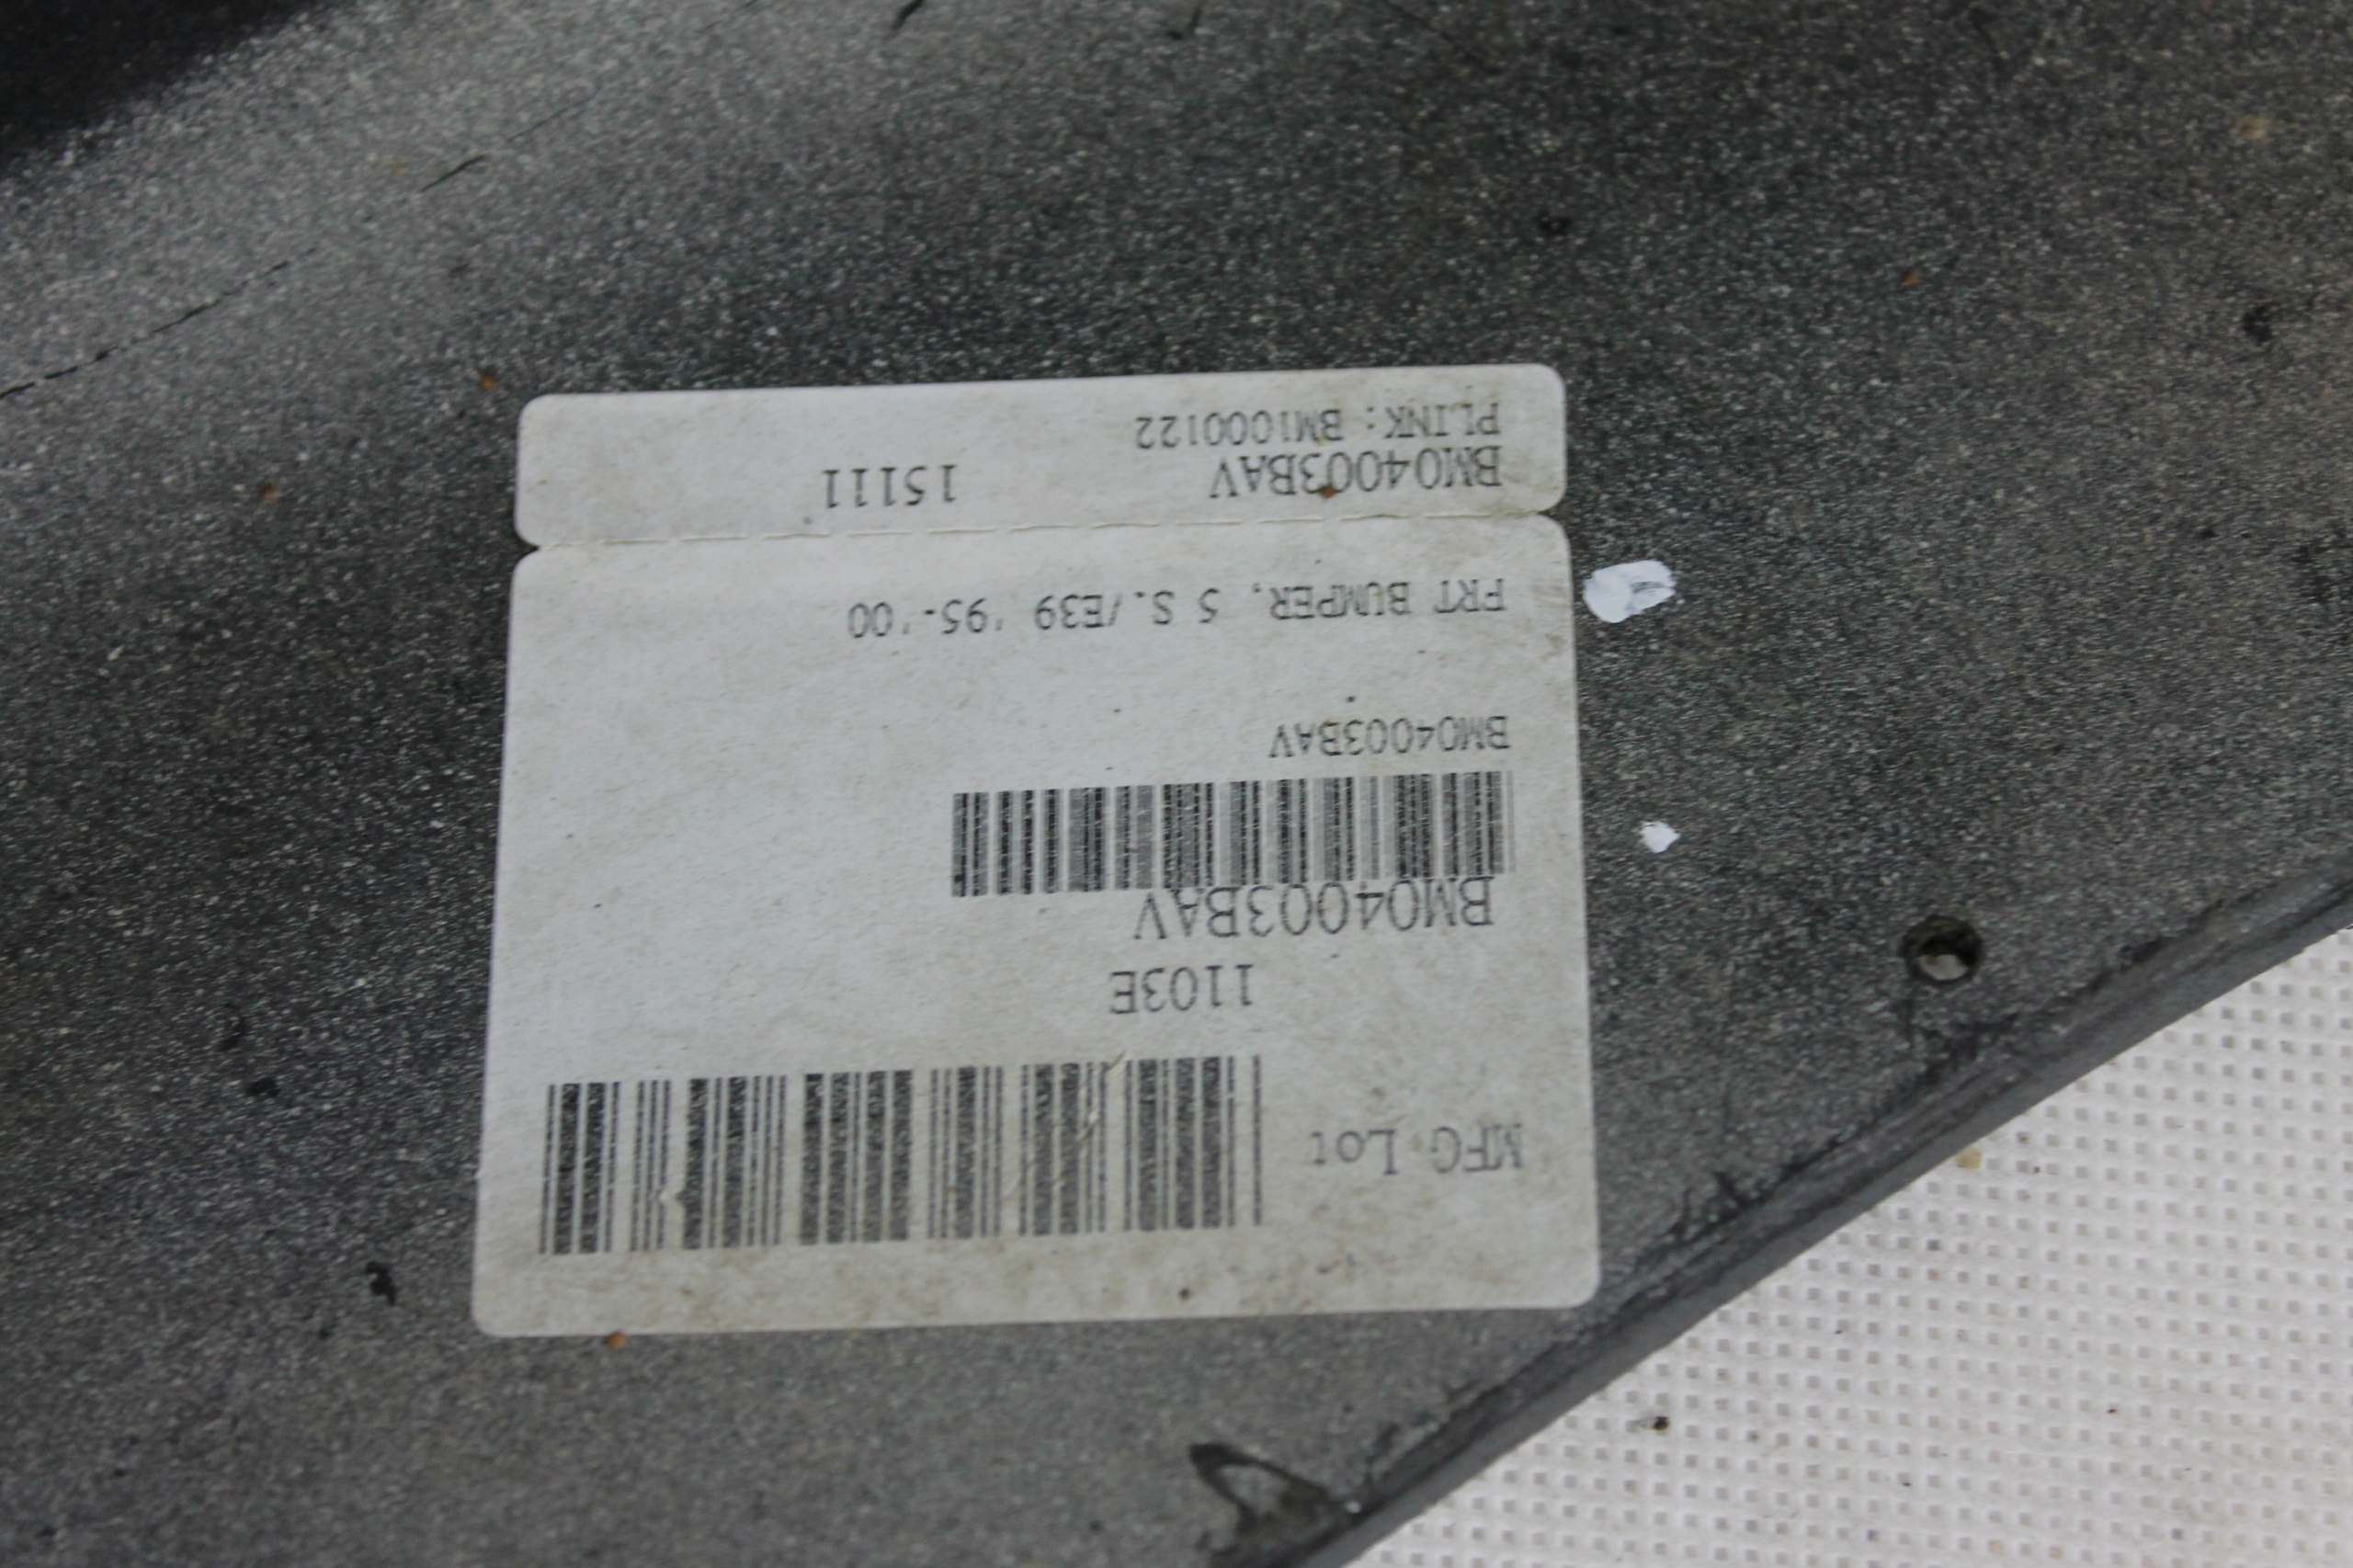 MFG Lot
1103E
BM04003BAV
BM04003BAV
FRT BUMPER, 5 S./E39 '95-'00
BM04003BAV 15111
PLINK: BM1000122